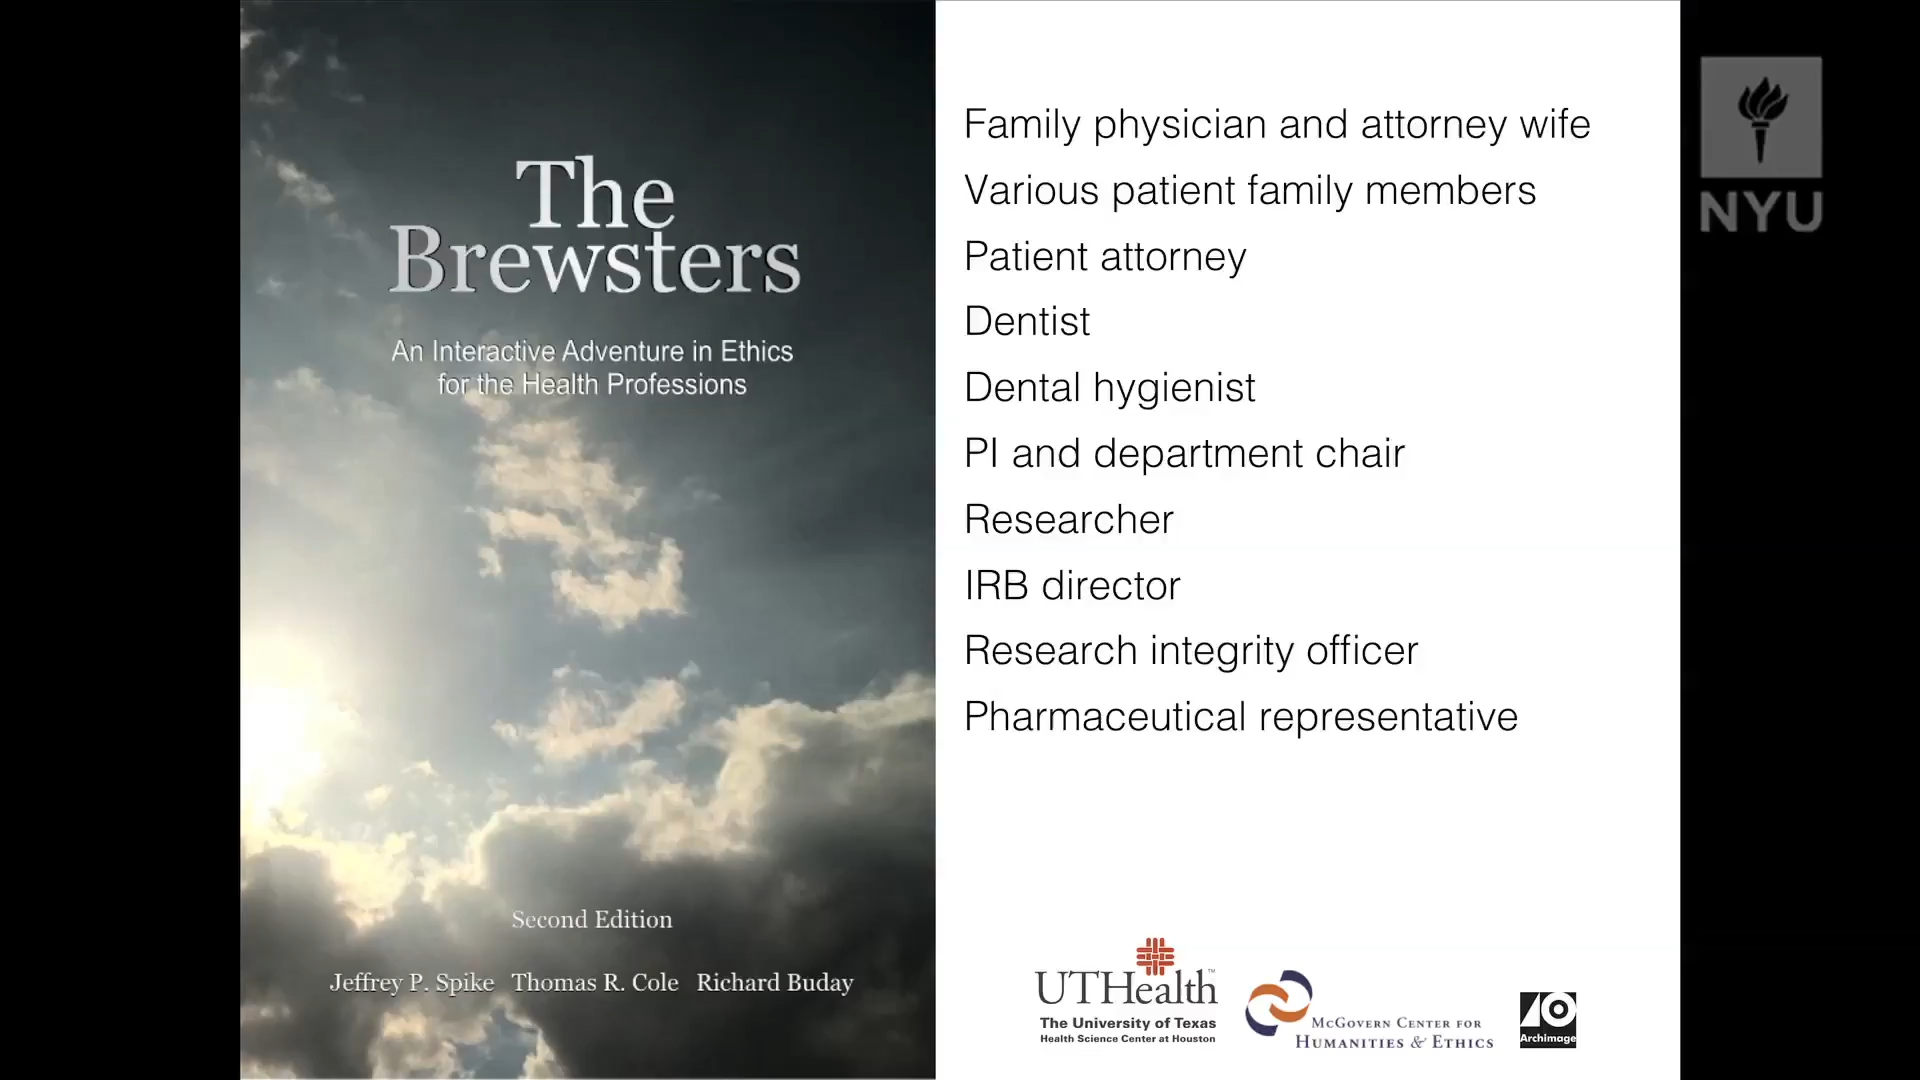 The
Brewsters
An Interactive Adventure in Ethics
for the Health Professions
Second Edition
Jeffrey P. Spike Thomas R. Cole Richard Buday
Family physician and attorney wife
Various patient family members
Patient attorney
Dentist
Dental hygienist
PI and department chair
Researcher
IRB director
Research integrity officer
Pharmaceutical representative
UTHealth™
The University of Texas
Health Science Center at Houston
McGovern Center for
Humanities & Ethics
Archimage
NYU